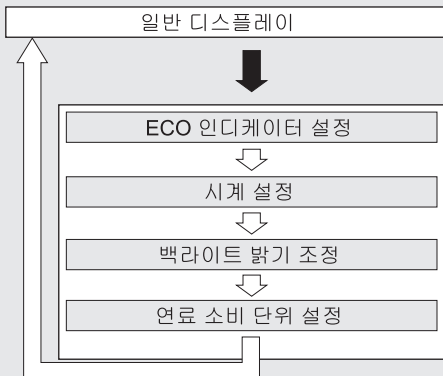 일반 디스플레이
ECO 인디케이터 설정
시계 설정
백라이트 밝기 조정
연료 소비 단위 설정